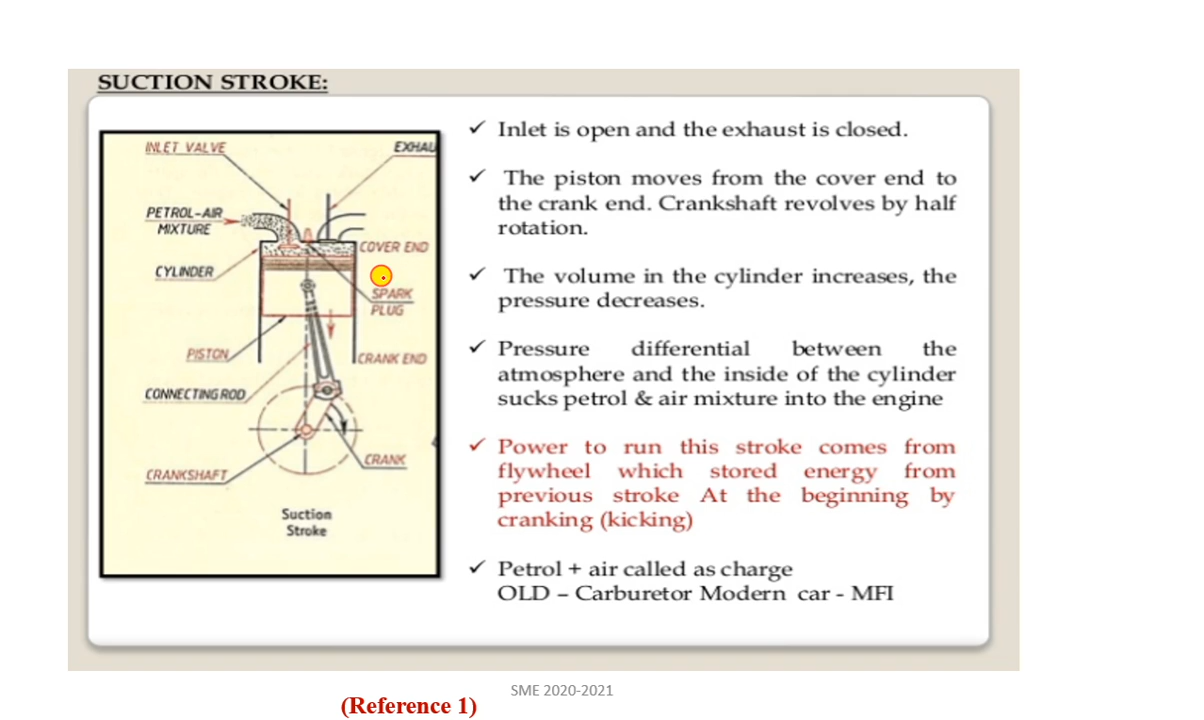 SUCTION STROKE:
INLET VALVE
EXHAU
PETROL-AIR
MIXTURE
COVER END
CYLINDER
SPARK
PLUG
PISTON
CRANK END
CONNECTING ROD
CRANK
CRANKSHAFT
Suction
Stroke
✓ Inlet is open and the exhaust is closed.
✓ The piston moves from the cover end to
the crank end. Crankshaft revolves by half
rotation.
✓ The volume in the cylinder increases, the
pressure decreases.
✓ Pressure differential between the
atmosphere and the inside of the cylinder
sucks petrol & air mixture into the engine
✓ Power to run this stroke comes from
flywheel which stored energy from
previous stroke At the beginning by
cranking (kicking)
✓ Petrol + air called as charge
OLD – Carburetor Modern car - MFI
SME 2020-2021
(Reference 1)